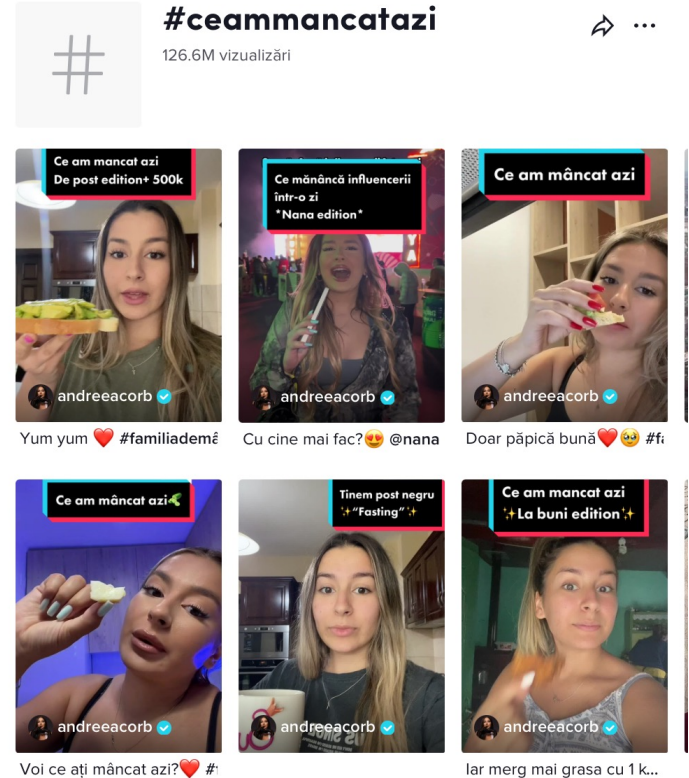 #ceammancatazi
126.6M vizualizări
Ce am mancat azi
De post edition+ 500k
andreeacorb
Yum yum ❤️ #familiademâ
Ce mănâncă influencerii
într-o zi
*Nana edition*
andreeacorb
Cu cine mai fac?😍 @nana
Ce am mâncat azi
andreeacorb
Doar păpică bună❤️🥹 #fa
Ce am mâncat azi🥦
andreeacorb
Voi ce ați mâncat azi?❤️ #f
Tinem post negru
✨“Fasting”✨
andreeacorb
Ce am mancat azi
✨La buni edition✨
andreeacorb
Iar merg mai grasa cu 1 k...